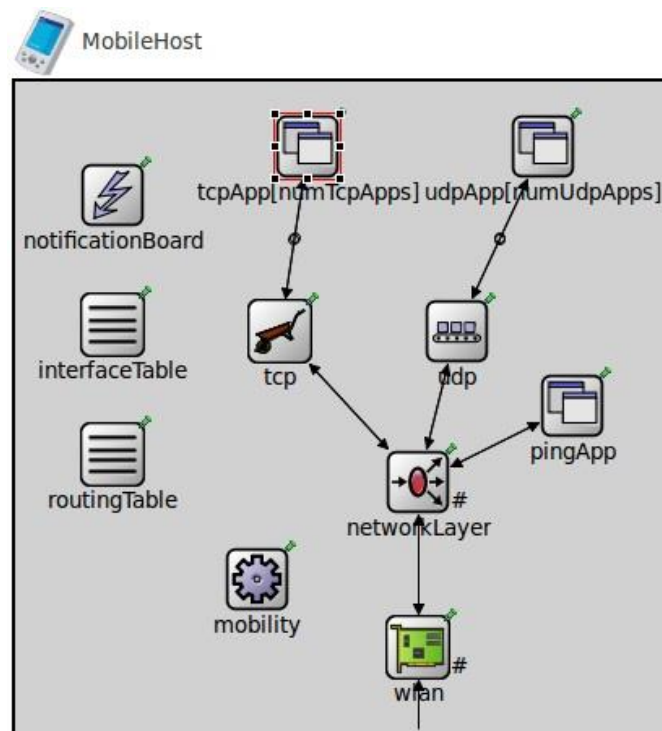 MobileHost
tcpApp[numTcpApps]
udpApp[numUdpApps]
notificationBoard
interfaceTable
tcp
udp
pingApp
routingTable
#
networkLayer
mobility
#
wlan